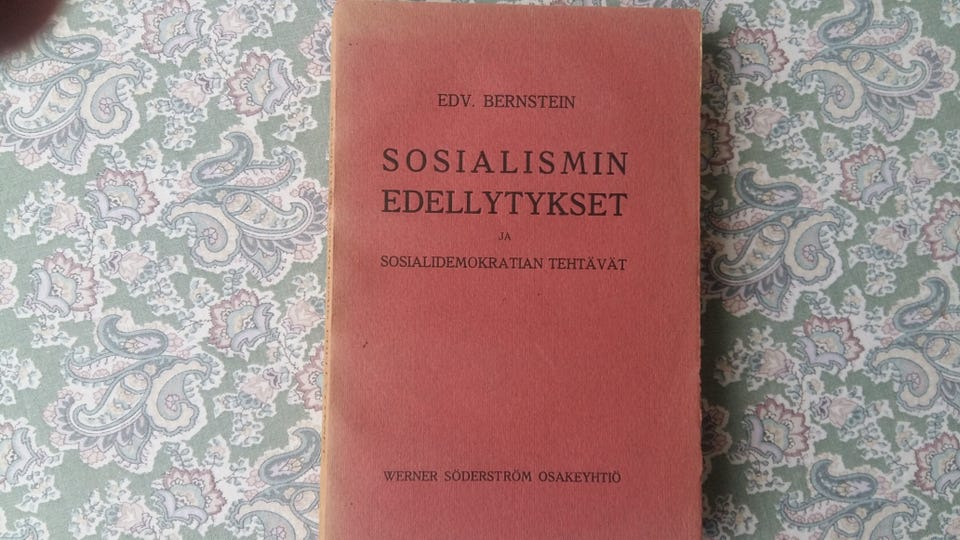 EDV. BERNSTEIN
SOSIALISMIN
EDELLYTYKSET
JA
SOSIALIDEMOKRATIAN TEHTÄVÄT
WERNER SÖDERSTRÖM OSAKEYHTIÖ